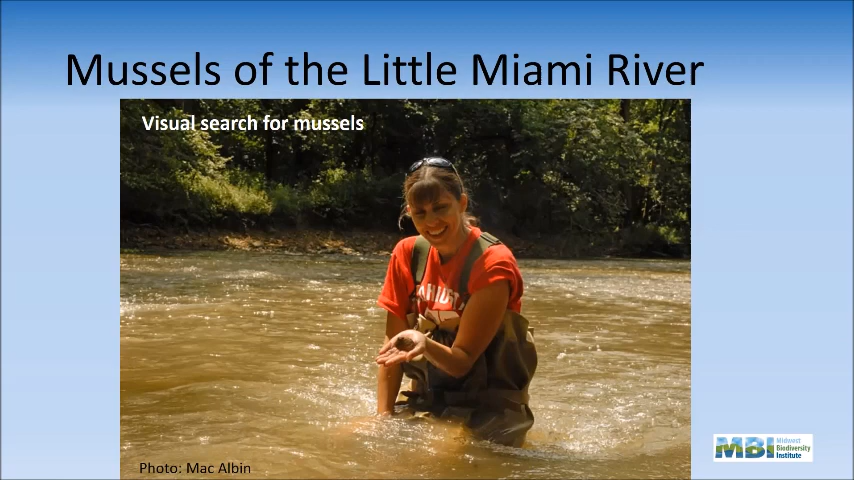 Mussels of the Little Miami River
Visual search for mussels
Photo: Mac Albin
MBI
Midwest
Biodiversity
Institute